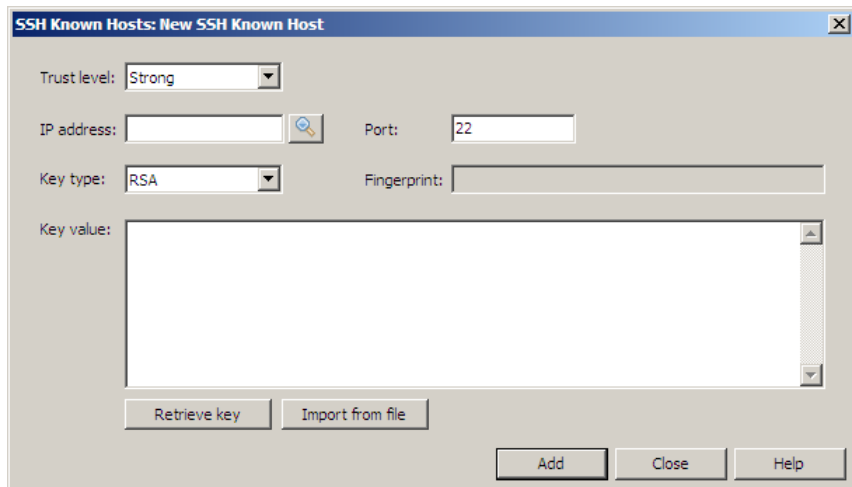 SSH Known Hosts: New SSH Known Host
Trust level: Strong
IP address: Port: 22
Key type: RSA Fingerprint:
Key value:
Retrieve key Import from file
Add Close Help